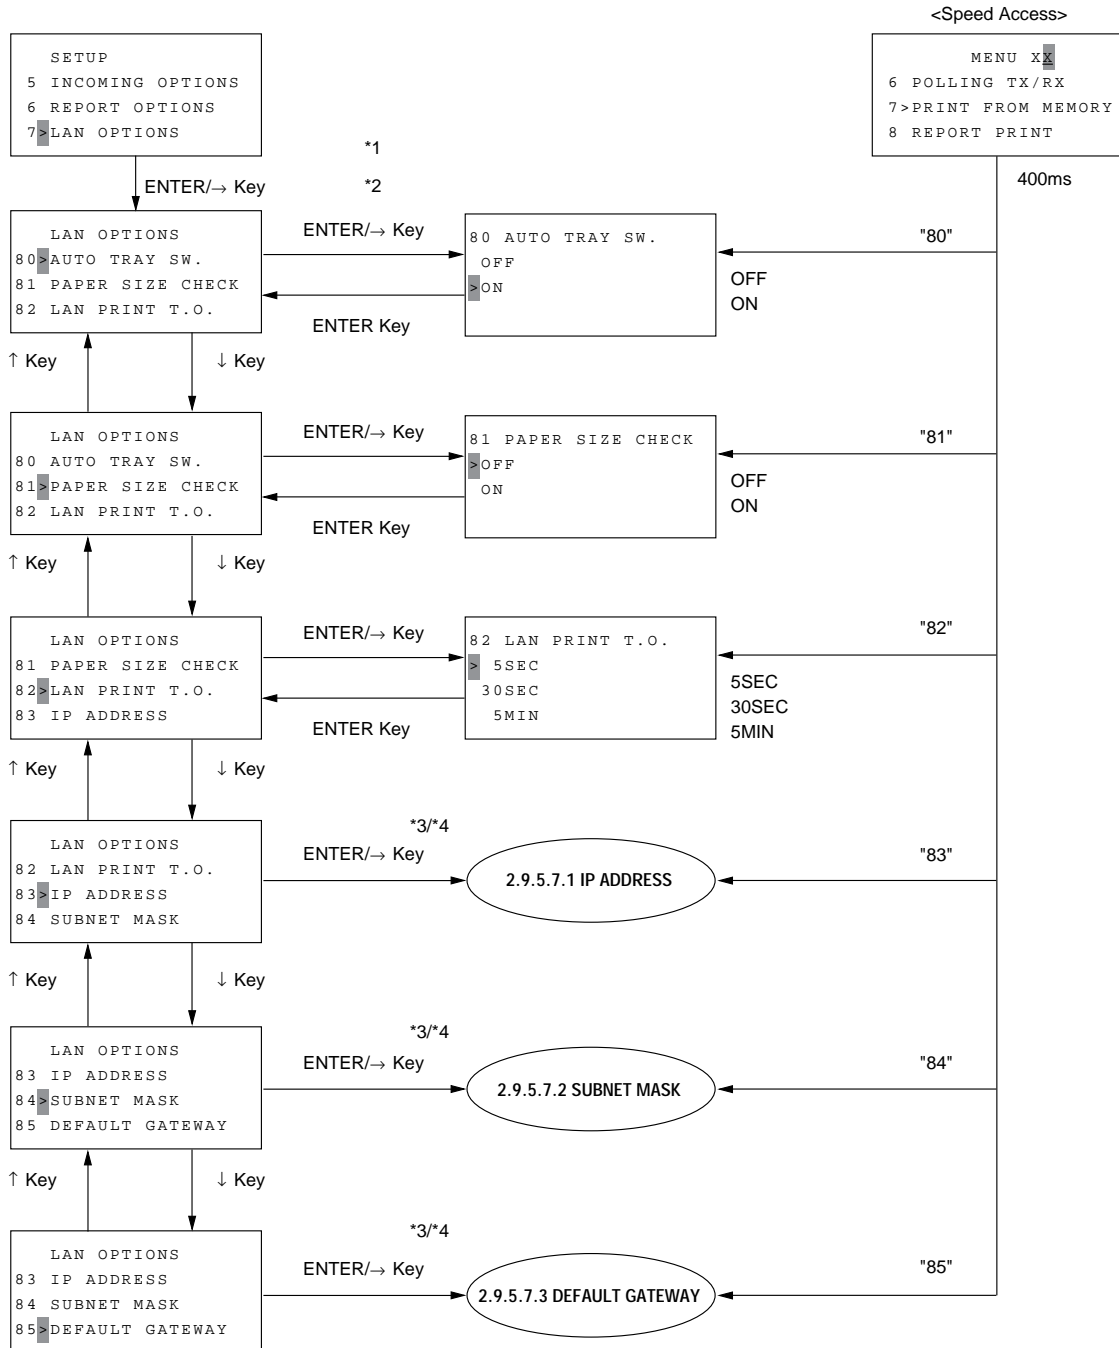 <Speed Access>
SETUP
5 INCOMING OPTIONS
6 REPORT OPTIONS
7>LAN OPTIONS
MENU XX
6 POLLING TX/RX
7>PRINT FROM MEMORY
8 REPORT PRINT
*1
*2
ENTER/→ Key
400ms
LAN OPTIONS
80>AUTO TRAY SW.
81 PAPER SIZE CHECK
82 LAN PRINT T.O.
ENTER/→ Key
ENTER Key
80 AUTO TRAY SW.
OFF
>ON
"80"
OFF
ON
↑ Key
↓ Key
LAN OPTIONS
80 AUTO TRAY SW.
81>PAPER SIZE CHECK
82 LAN PRINT T.O.
ENTER/→ Key
ENTER Key
81 PAPER SIZE CHECK
>OFF
ON
"81"
OFF
ON
↑ Key
↓ Key
LAN OPTIONS
81 PAPER SIZE CHECK
82>LAN PRINT T.O.
83 IP ADDRESS
ENTER/→ Key
ENTER Key
82 LAN PRINT T.O.
> 5SEC
30SEC
5MIN
"82"
5SEC
30SEC
5MIN
↑ Key
↓ Key
LAN OPTIONS
82 LAN PRINT T.O.
83>IP ADDRESS
84 SUBNET MASK
*3/*4
ENTER/→ Key
2.9.5.7.1 IP ADDRESS
"83"
↑ Key
↓ Key
LAN OPTIONS
83 IP ADDRESS
84>SUBNET MASK
85 DEFAULT GATEWAY
*3/*4
ENTER/→ Key
2.9.5.7.2 SUBNET MASK
"84"
↑ Key
↓ Key
LAN OPTIONS
83 IP ADDRESS
84 SUBNET MASK
85>DEFAULT GATEWAY
*3/*4
ENTER/→ Key
2.9.5.7.3 DEFAULT GATEWAY
"85"